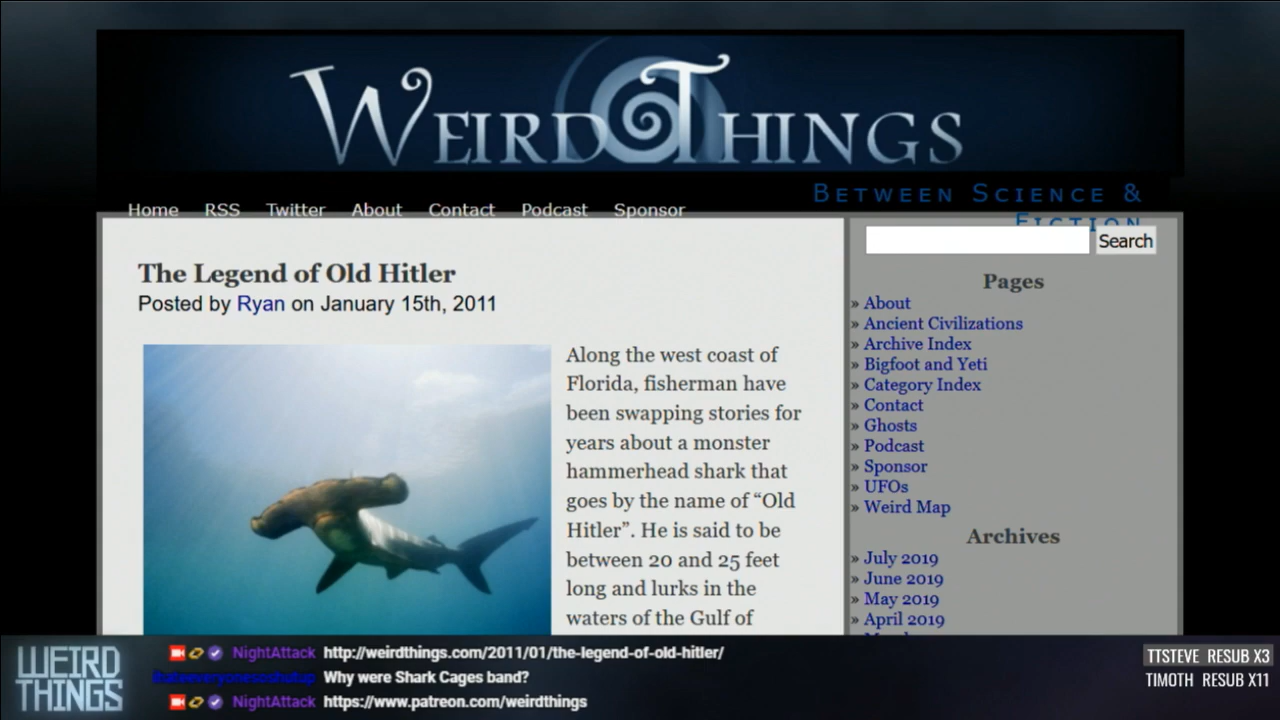 WEIRD THINGS
BETWEEN SCIENCE &
FICTION
Home RSS Twitter About Contact Podcast Sponsor
Search
The Legend of Old Hitler
Posted by Ryan on January 15th, 2011
Along the west coast of
Florida, fisherman have
been swapping stories for
years about a monster
hammerhead shark that
goes by the name of “Old
Hitler”. He is said to be
between 20 and 25 feet
long and lurks in the
waters of the Gulf of
Pages
» About
» Ancient Civilizations
» Archive Index
» Bigfoot and Yeti
» Category Index
» Contact
» Ghosts
» Podcast
» Sponsor
» UFOs
» Weird Map
Archives
» July 2019
» June 2019
» May 2019
» April 2019
WEIRD
THINGS
NightAttack http://weirdthings.com/2011/01/the-legend-of-old-hitler/
Why were Shark Cages band?
NightAttack https://www.patreon.com/weirdthings
TTSTEVE RESUB X3
TIMOTH RESUB X11